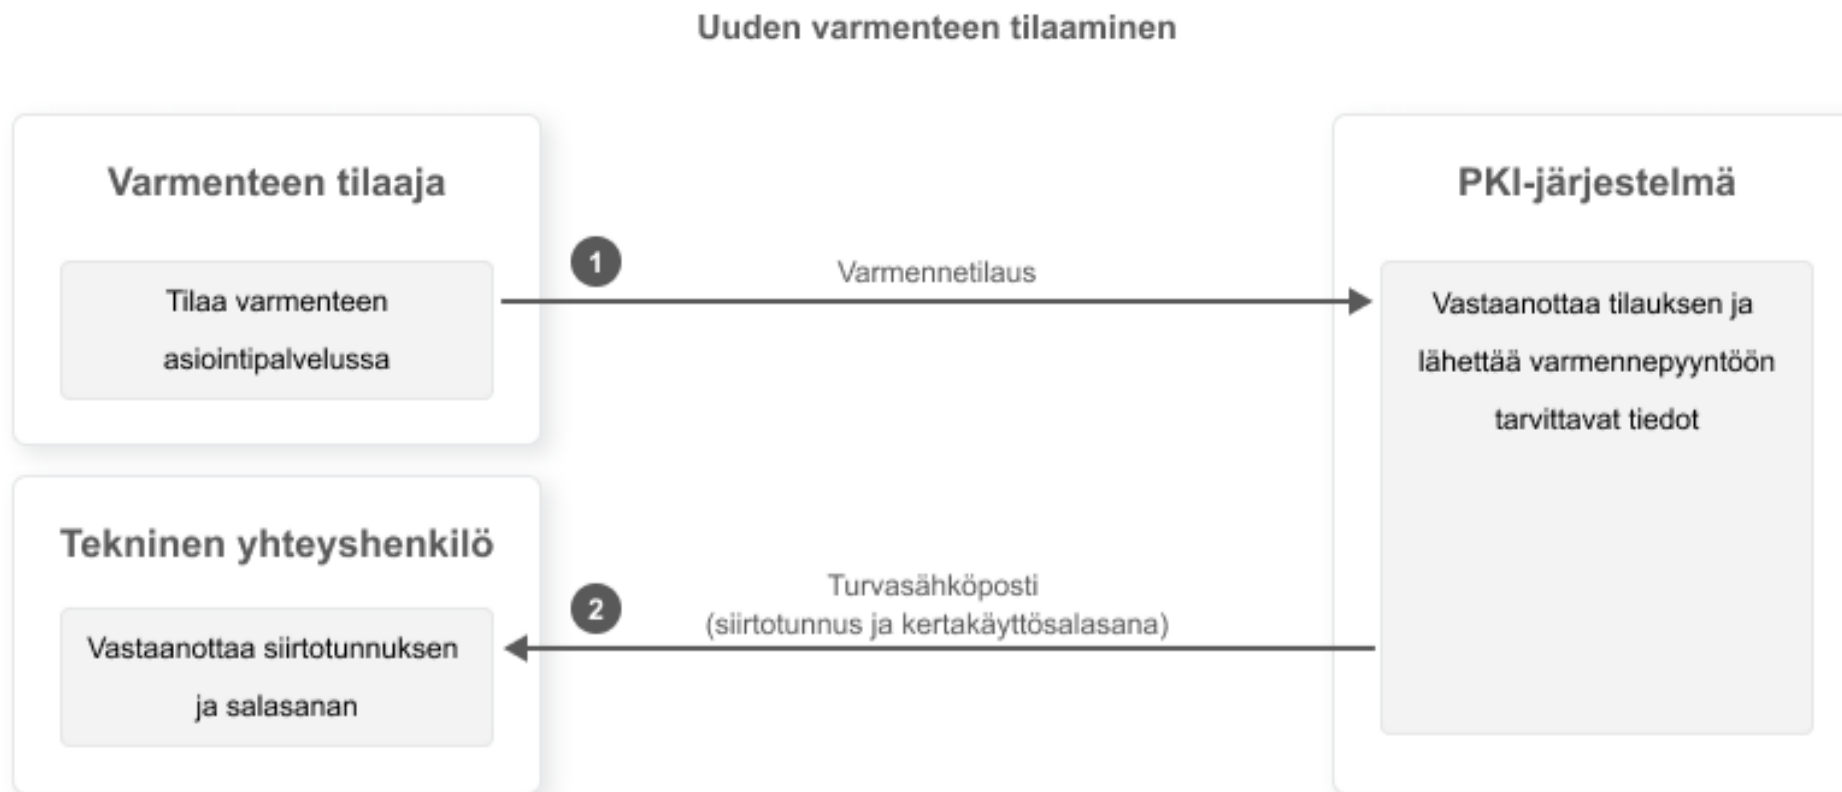 Uuden varmenteen tilaaminen
Varmenteen tilaaja
Tilaa varmenteen
asiointipalvelussa
1
Varmennetilaus
PKI-järjestelmä
Vastaanottaa tilauksen ja
lähettää varmennepyyntöön
tarvittavat tiedot
Tekninen yhteyshenkilö
Vastaanottaa siirtotunnuksen
ja salasanan
2
Turvasähköposti
(siirtotunnus ja kertakäyttösalasana)